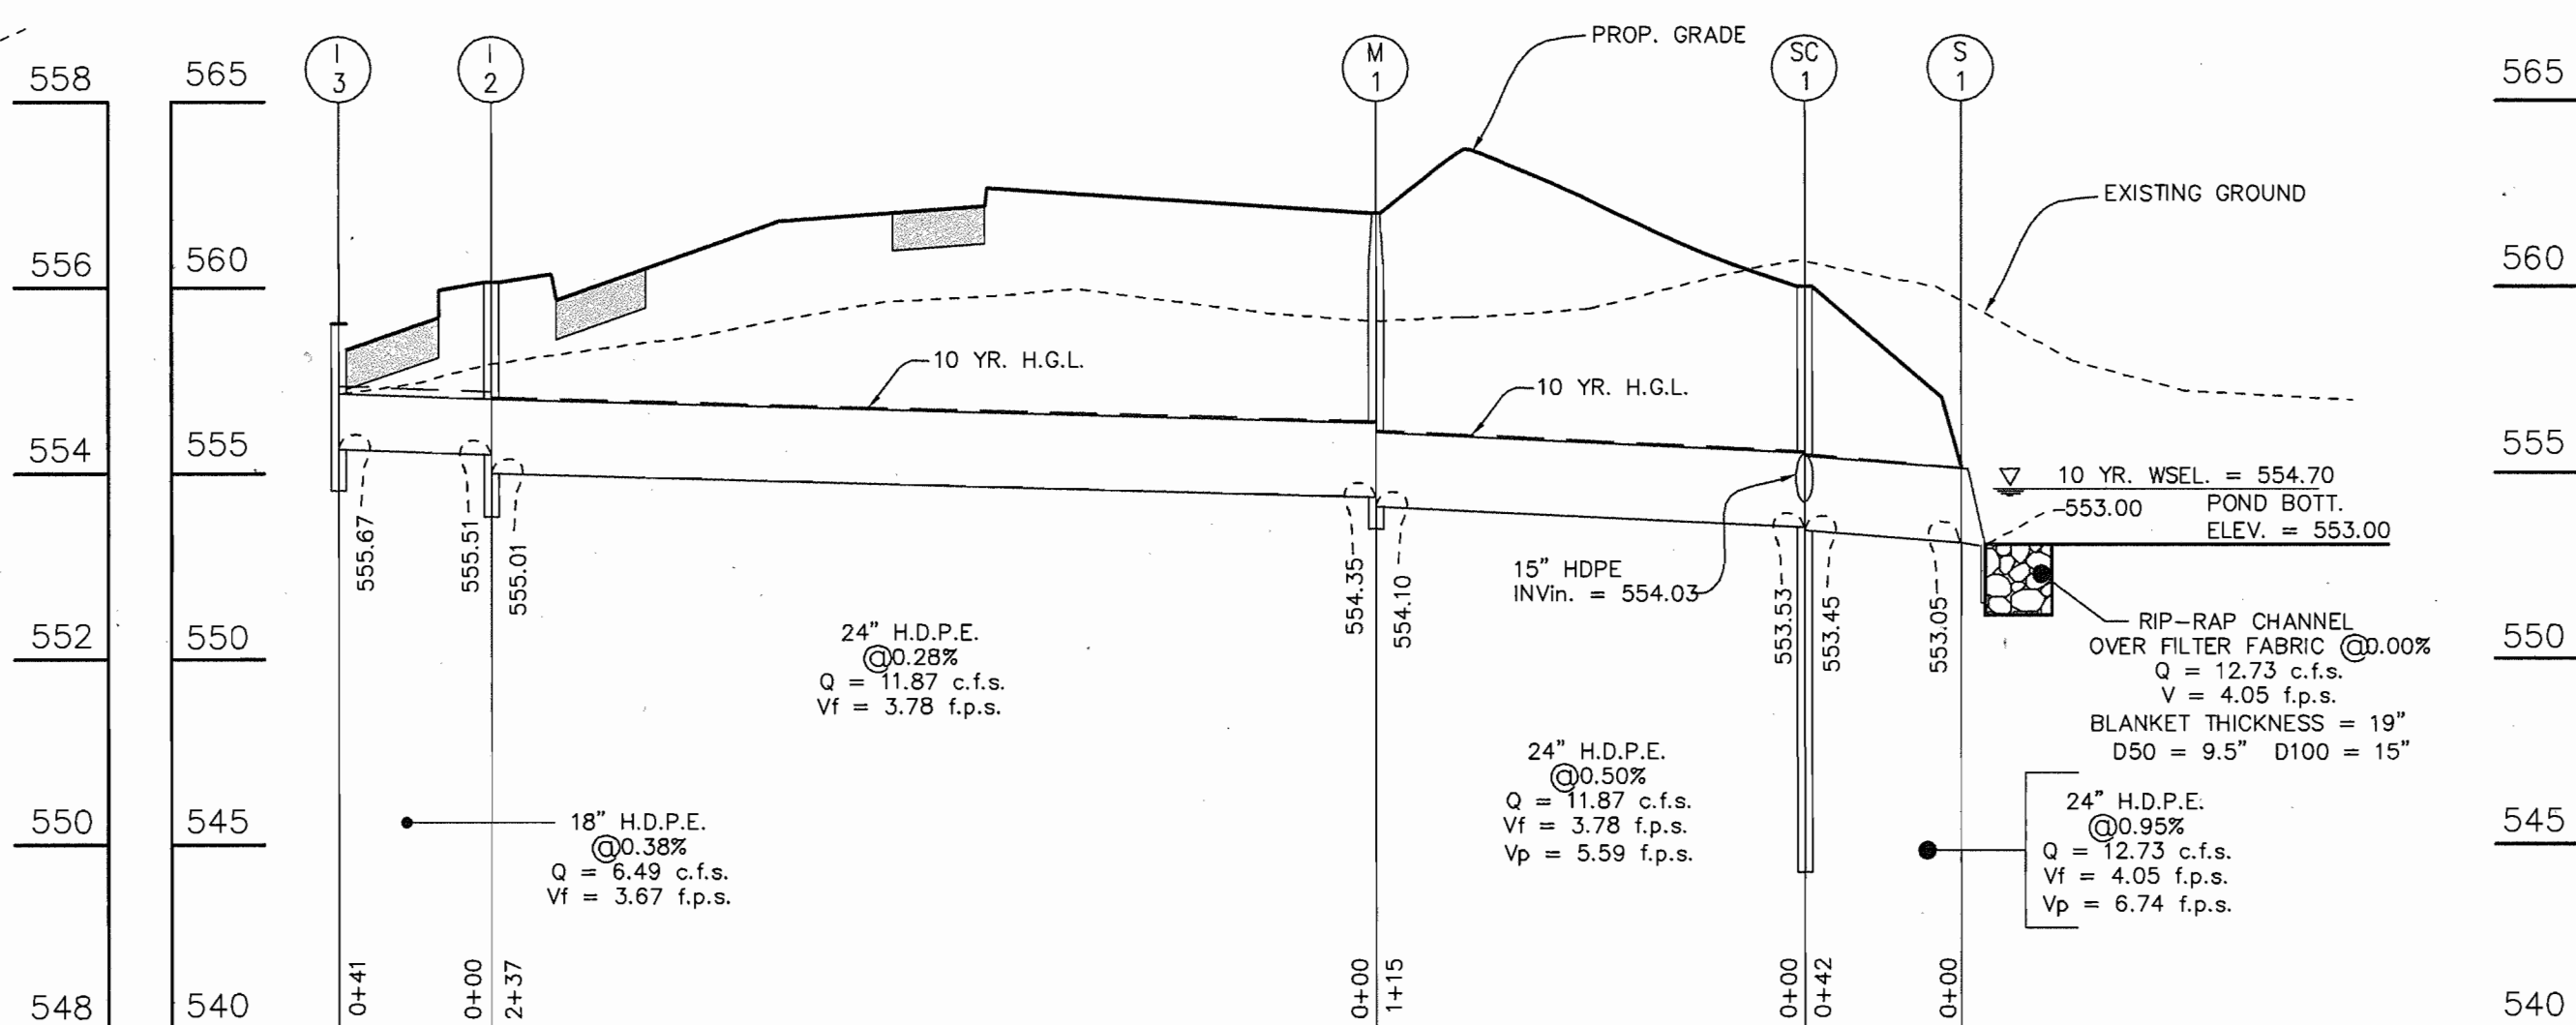 I
3
I
2
M
1
SC
1
S
1
PROP. GRADE
558
565
565
EXISTING GROUND
556
560
560
10 YR. H.G.L.
10 YR. H.G.L.
554
555
555
10 YR. WSEL. = 554.70
553.00
POND BOTT.
ELEV. = 553.00
555.67
555.51
555.01
554.35
554.10
15" HDPE
INVin. = 554.03
553.53
553.45
553.05
RIP-RAP CHANNEL
OVER FILTER FABRIC @0.00%
Q = 12.73 c.f.s.
V = 4.05 f.p.s.
BLANKET THICKNESS = 19"
D50 = 9.5" D100 = 15"
552
550
550
24" H.D.P.E.
@0.28%
Q = 11.87 c.f.s.
Vf = 3.78 f.p.s.
24" H.D.P.E.
@0.50%
Q = 11.87 c.f.s.
Vf = 3.78 f.p.s.
Vp = 5.59 f.p.s.
24" H.D.P.E.
@0.95%
Q = 12.73 c.f.s.
Vf = 4.05 f.p.s.
Vp = 6.74 f.p.s.
550
545
545
18" H.D.P.E.
@0.38%
Q = 6.49 c.f.s.
Vf = 3.67 f.p.s.
548
540
0+41
0+00
2+37
0+00
1+15
0+00
0+42
0+00
540